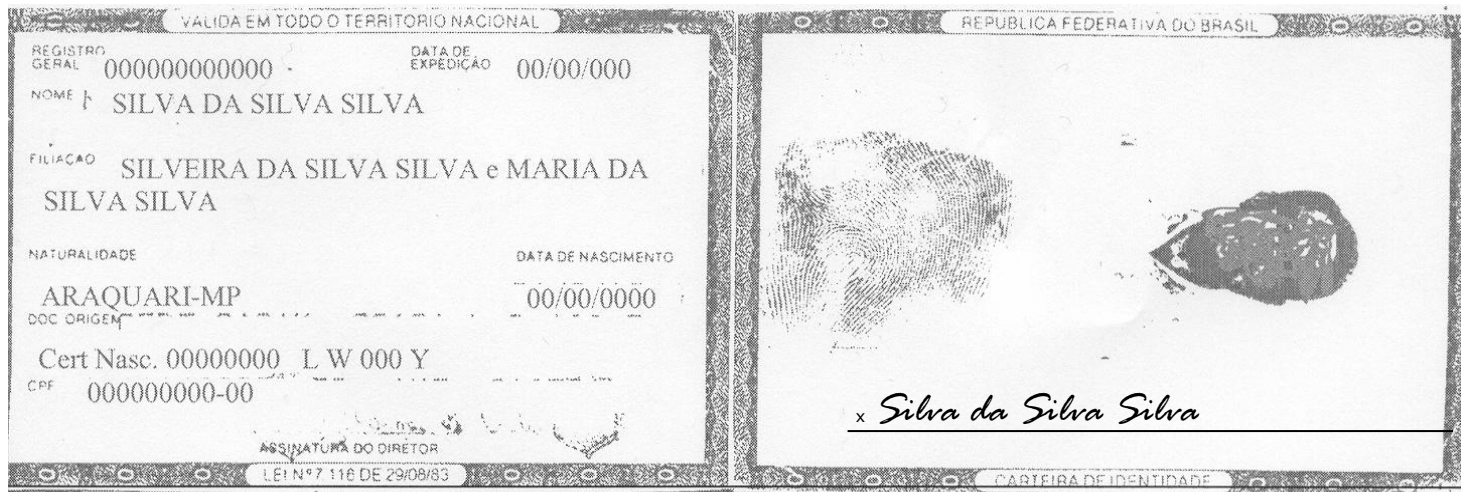 VALIDA EM TODO O TERRITORIO NACIONAL
REGISTRO GERAL 000000000000 DATA DE EXPEDIÇÃO 00/00/000
NOME SILVA DA SILVA SILVA
FILIAÇÃO SILVEIRA DA SILVA SILVA e MARIA DA
SILVA SILVA
NATURALIDADE DATA DE NASCIMENTO
ARAQUARI-MP 00/00/0000
DOC ORIGEM
Cert Nasc. 00000000 L W 000 Y
CPF 000000000-00
ASSINATURA DO DIRETOR
LEI Nº 7.116 DE 29/08/83
REPUBLICA FEDERATIVA DO BRASIL
x Silva da Silva Silva
CARTEIRA DE IDENTIDADE